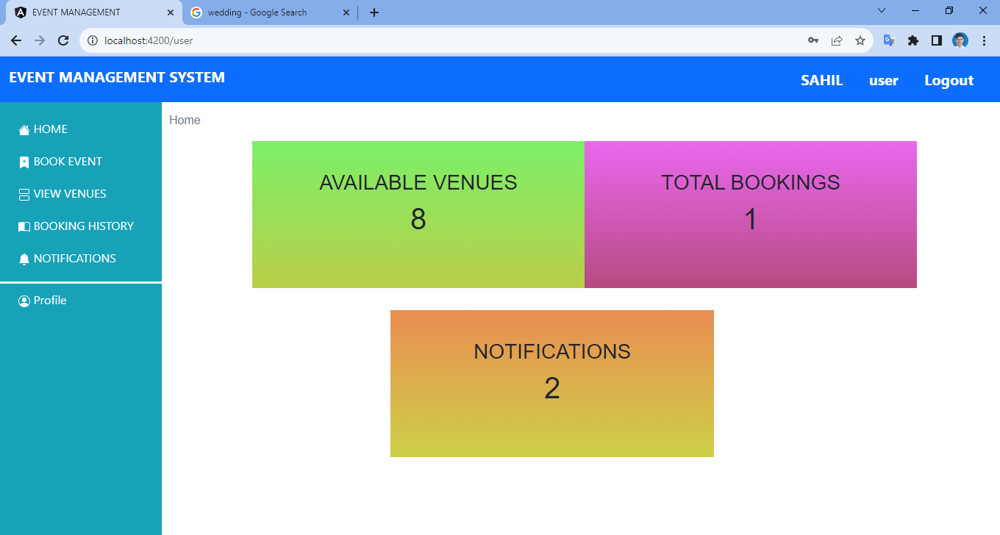 EVENT MANAGEMENT
wedding - Google Search
localhost:4200/user
EVENT MANAGEMENT SYSTEM
SAHIL user Logout
HOME
BOOK EVENT
VIEW VENUES
BOOKING HISTORY
NOTIFICATIONS
Profile
Home
AVAILABLE VENUES
8
TOTAL BOOKINGS
1
NOTIFICATIONS
2